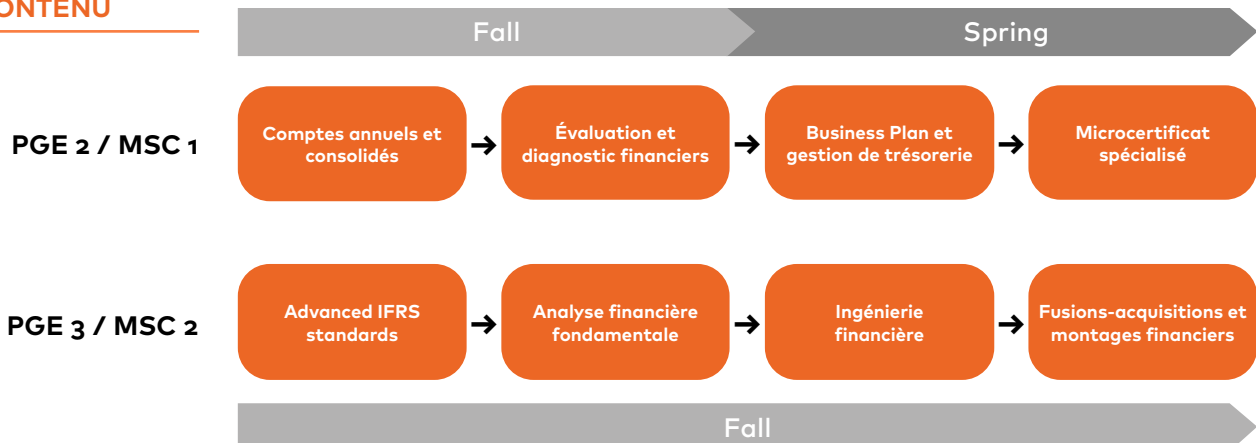 ONTENU
Fall
Spring
PGE 2 / MSC 1
Comptes annuels et
consolidés
Évaluation et
diagnostic financiers
Business Plan et
gestion de trésorerie
Microcertificat
spécialisé
PGE 3 / MSC 2
Advanced IFRS
standards
Analyse financière
fondamentale
Ingénierie
financière
Fusions-acquisitions et
montages financiers
Fall